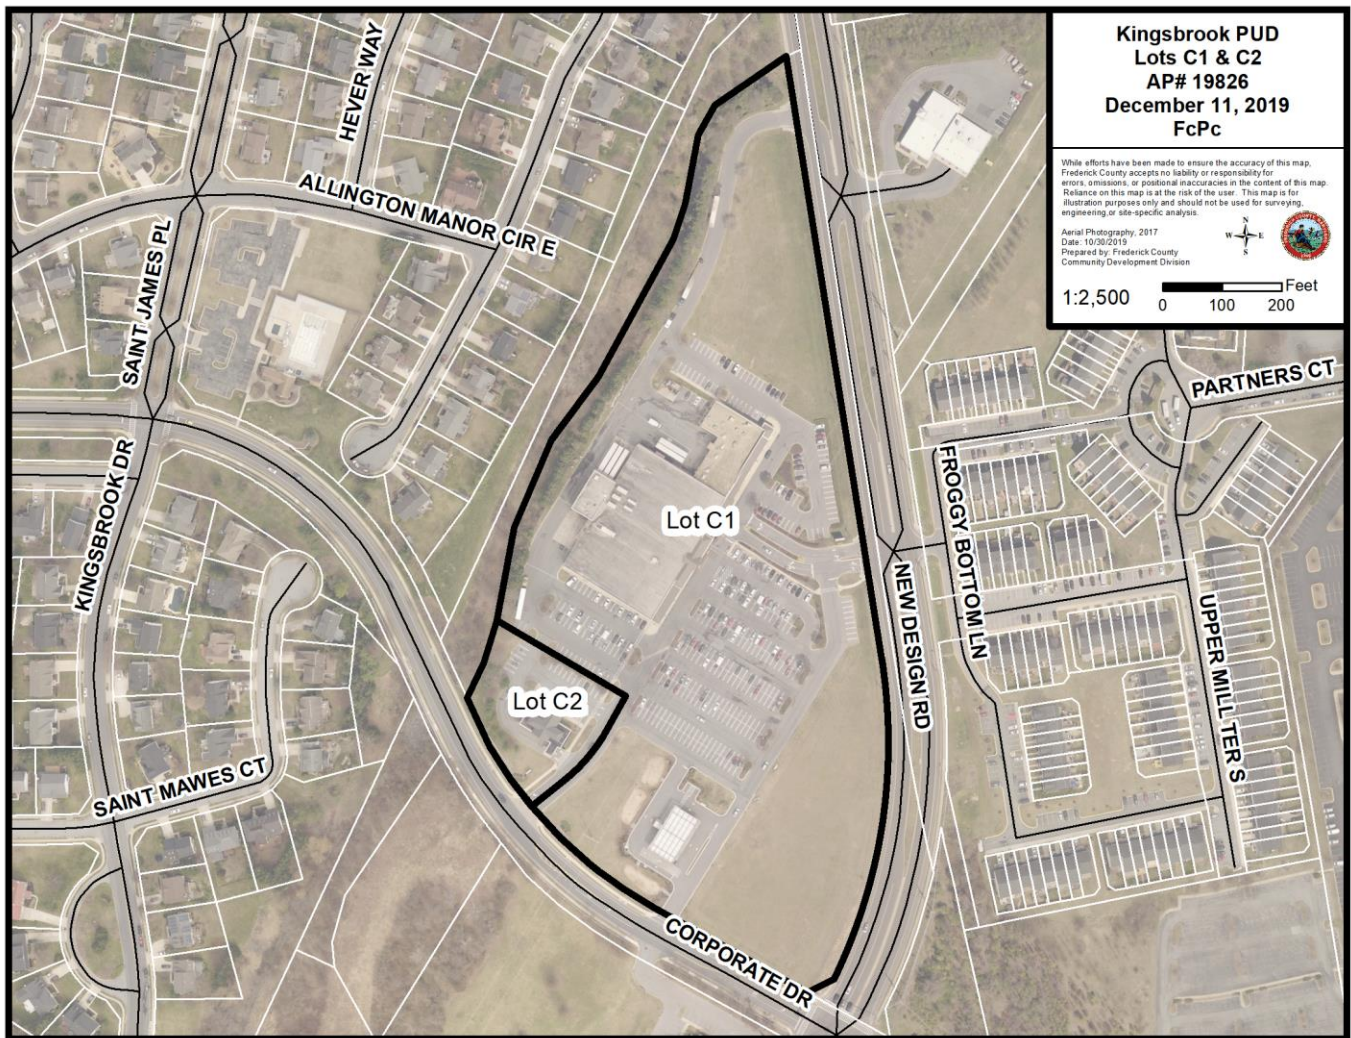 Kingsbrook PUD
Lots C1 & C2
AP# 19826
December 11, 2019
FcPc
While efforts have been made to ensure the accuracy of this map,
Frederick County accepts no liability or responsibility for
errors, omissions, or positional inaccuracies in the content of this map.
Reliance on this map is at the risk of the user. This map is for
illustration purposes only and should not be used for surveying,
engineering,or site-specific analysis.
Aerial Photography, 2017
Date: 10/30/2019
Prepared by: Frederick County
Community Development Division
N
W E
S
1:2,500
Feet
0 100 200
HEVER WAY
ALLINGTON MANOR CIR E
SAINT JAMES PL
PARTNERS CT
KINGSBROOK DR
FROGGY BOTTOM LN
Lot C1
NEW DESIGN RD
UPPER MILL TER S
Lot C2
SAINT MAWES CT
CORPORATE DR